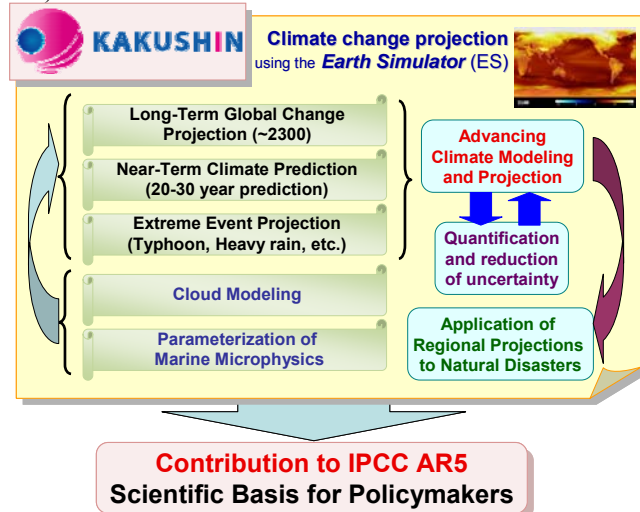 KAKUSHIN
Climate change projection
using the Earth Simulator (ES)
Long-Term Global Change
Projection (~2300)
Near-Term Climate Prediction
(20-30 year prediction)
Extreme Event Projection
(Typhoon, Heavy rain, etc.)
Cloud Modeling
Parameterization of
Marine Microphysics
Advancing
Climate Modeling
and Projection
Quantification
and reduction
of uncertainty
Application of
Regional Projections
to Natural Disasters
Contribution to IPCC AR5
Scientific Basis for Policymakers